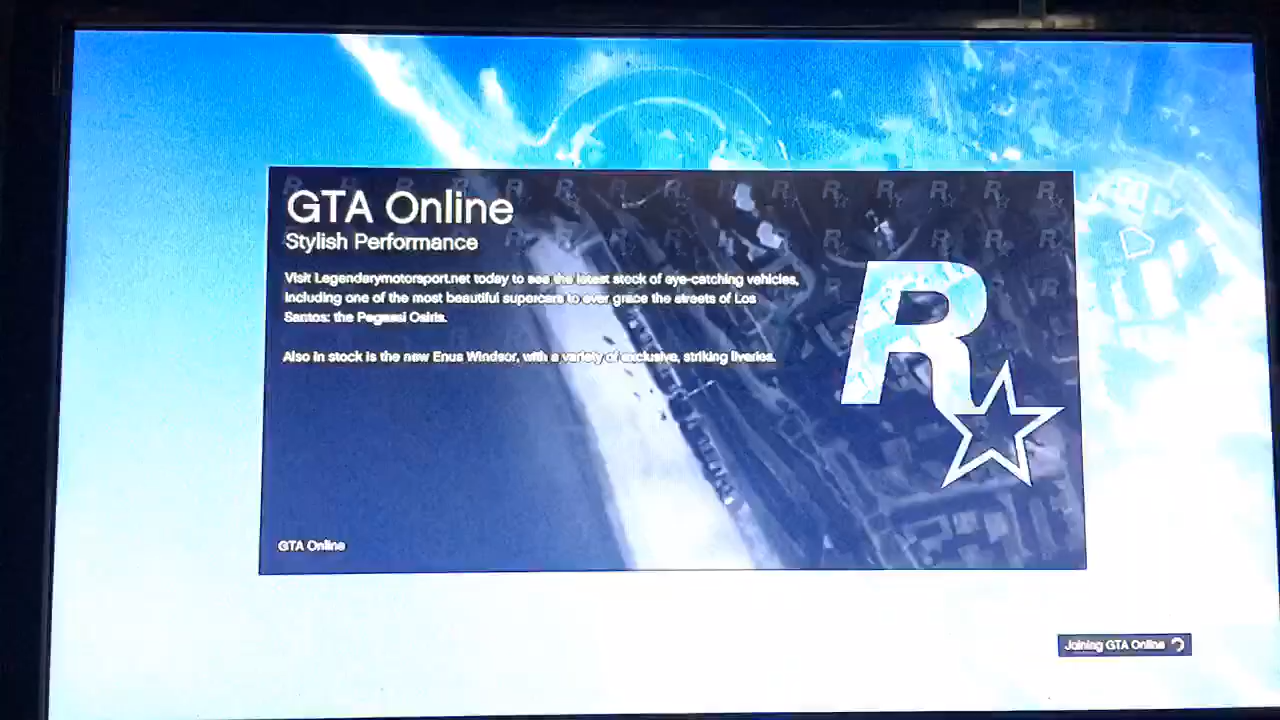 GTA Online
Stylish Performance
Visit Legendarymotorsport.net today to see the latest stock of eye-catching vehicles,
including one of the most beautiful supercars to ever grace the streets of Los
Santos: the Pegassi Osiris.
Also in stock is the new Enus Windsor, with a variety of exclusive, striking liveries.
R
GTA Online
Joining GTA Online